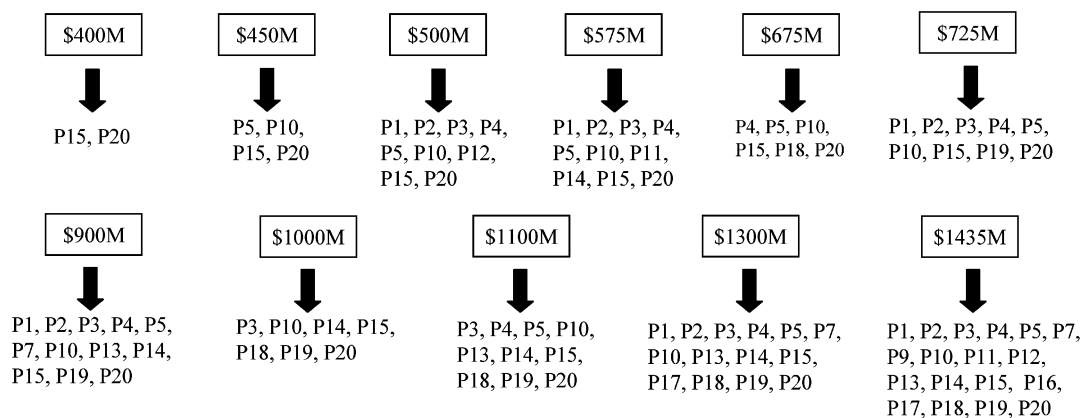 $400M
$450M
$500M
$575M
$675M
$725M
P15, P20
P5, P10,
P15, P20
P1, P2, P3, P4,
P5, P10, P12,
P15, P20
P1, P2, P3, P4,
P5, P10, P11,
P14, P15, P20
P4, P5, P10,
P15, P18, P20
P1, P2, P3, P4, P5,
P10, P15, P19, P20
$900M
$1000M
$1100M
$1300M
$1435M
P1, P2, P3, P4, P5,
P7, P10, P13, P14,
P15, P19, P20
P3, P10, P14, P15,
P18, P19, P20
P3, P4, P5, P10,
P13, P14, P15,
P18, P19, P20
P1, P2, P3, P4, P5, P7,
P10, P13, P14, P15,
P17, P18, P19, P20
P1, P2, P3, P4, P5, P7,
P9, P10, P11, P12,
P13, P14, P15, P16,
P17, P18, P19, P20